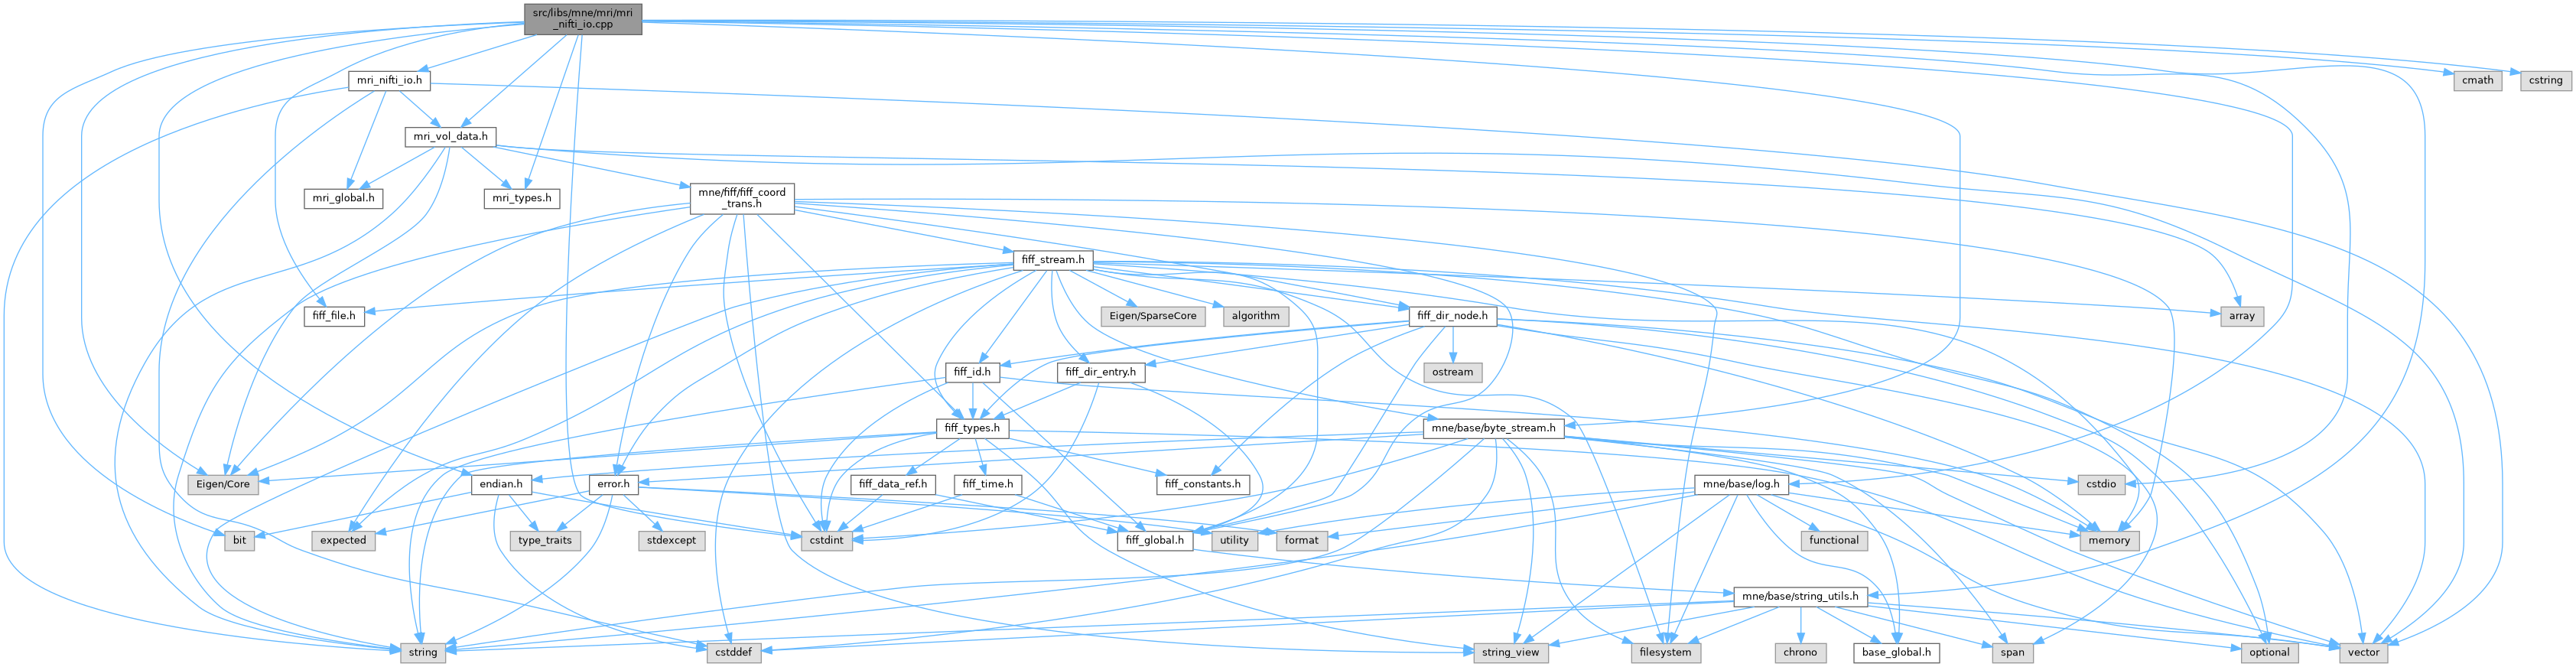 src/libs/mne/mri/mri
_nifti_io.cpp
mri_nifti_io.h
cmath
cstring
mri_vol_data.h
mri_global.h
mri_types.h
mne/fiff/fiff_coord
_trans.h
fiff_stream.h
fiff_file.h
Eigen/SparseCore
algorithm
fiff_dir_node.h
array
fiff_id.h
fiff_dir_entry.h
ostream
fiff_types.h
mne/base/byte_stream.h
Eigen/Core
endian.h
error.h
fiff_data_ref.h
fiff_time.h
fiff_constants.h
mne/base/log.h
cstdio
bit
expected
type_traits
stdexcept
cstdint
fiff_global.h
utility
format
functional
memory
mne/base/string_utils.h
string
cstddef
string_view
filesystem
chrono
base_global.h
span
optional
vector